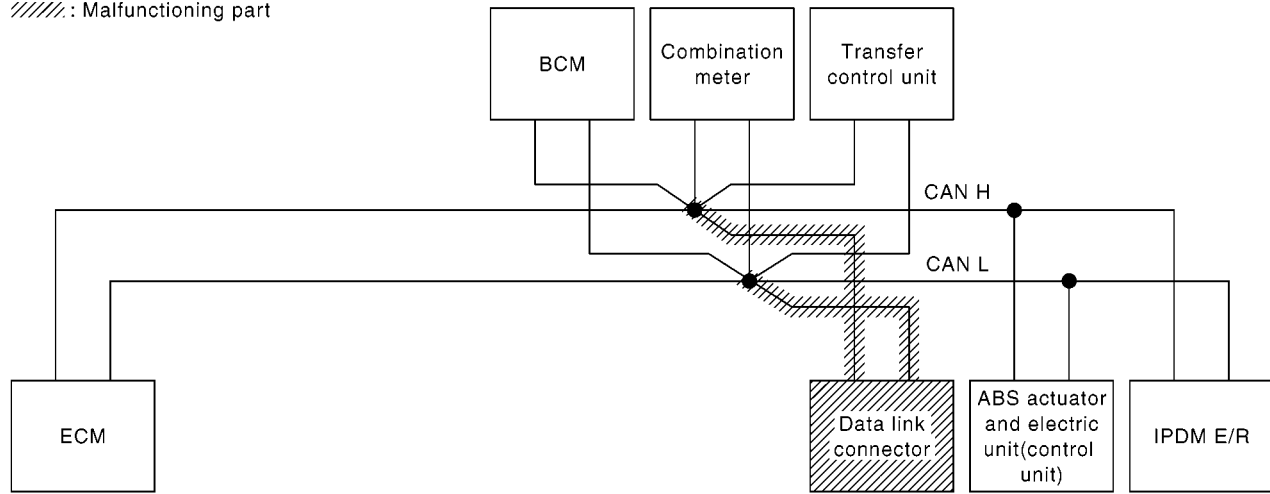 : Malfunctioning part
BCM
Combination
meter
Transfer
control unit
CAN H
CAN L
ECM
Data link
connector
ABS actuator
and electric
unit(control
unit)
IPDM E/R